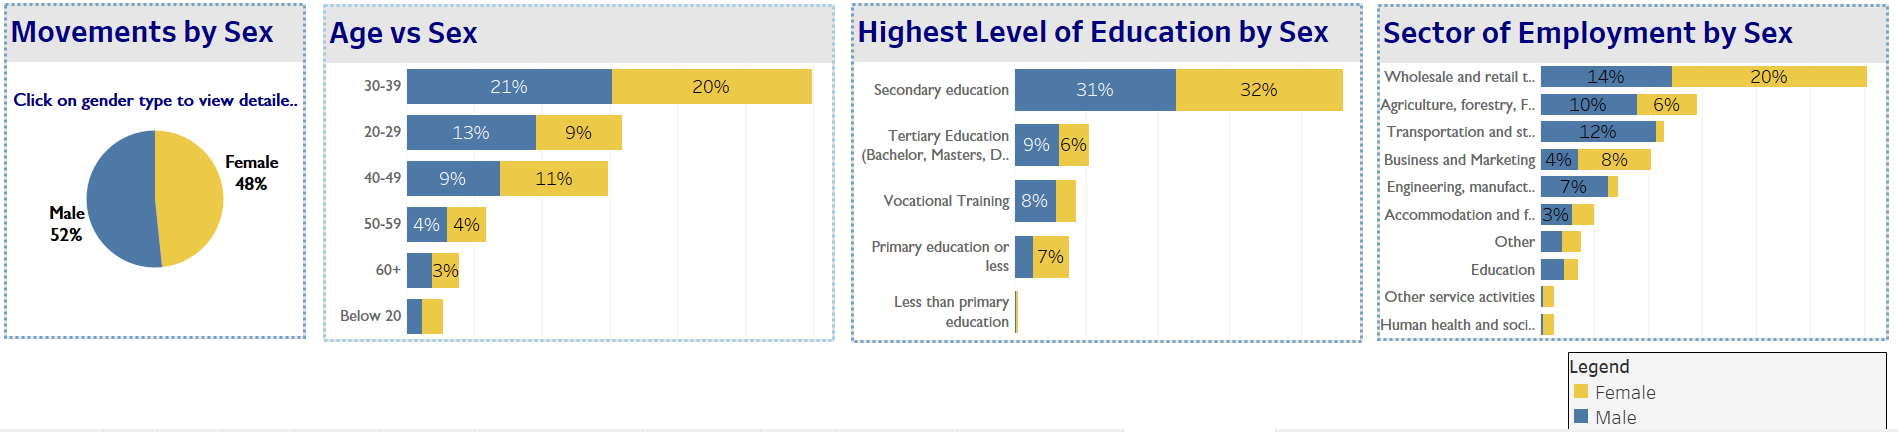 Movements by Sex
Click on gender type to view detaile..
Female
48%
Male
52%
Age vs Sex
30-39
21%
20%
20-29
13%
9%
40-49
9%
11%
50-59
4%
4%
60+
3%
Below 20
Highest Level of Education by Sex
Secondary education
31%
32%
Tertiary Education
(Bachelor, Masters, D..
9%
6%
Vocational Training
8%
Primary education or
less
7%
Less than primary
education
Sector of Employment by Sex
Wholesale and retail t..
14%
20%
Agriculture, forestry, F..
10%
6%
Transportation and st..
12%
Business and Marketing
4%
8%
Engineering, manufact..
7%
Accommodation and f..
3%
Other
Education
Other service activities
Human health and soci..
Legend
Female
Male